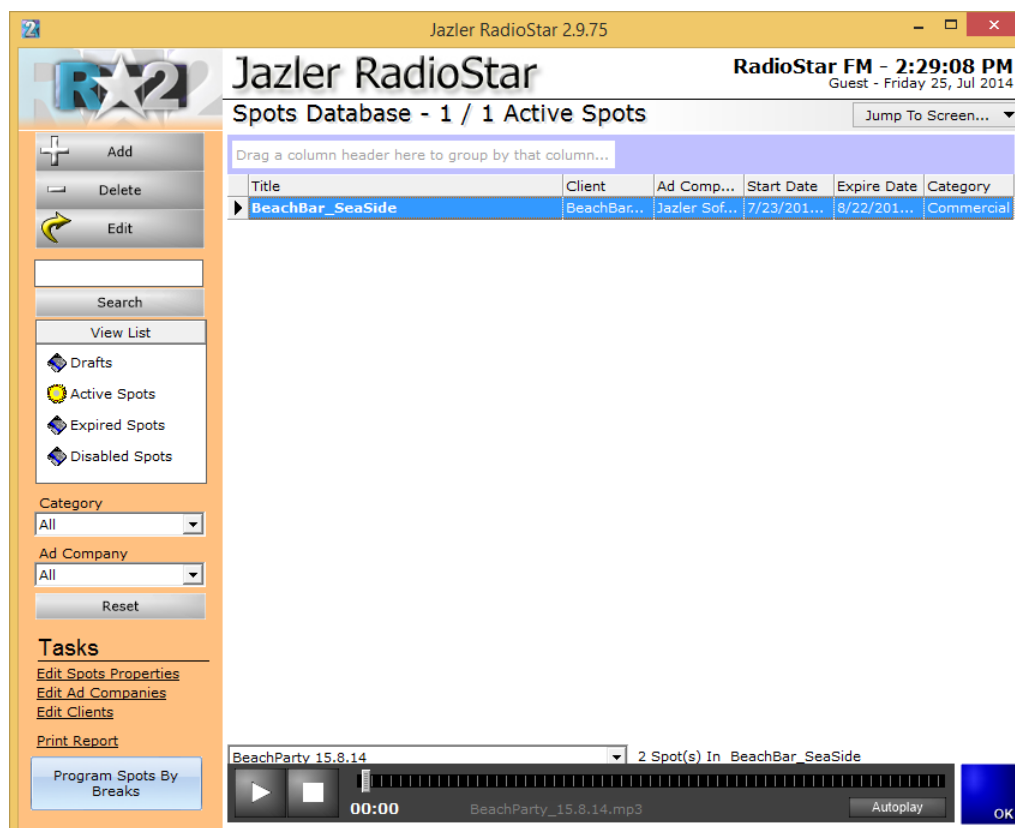 Jazler RadioStar 2.9.75
R 2
Jazler RadioStar
RadioStar FM - 2:29:08 PM
Guest - Friday 25, Jul 2014
Spots Database - 1 / 1 Active Spots
Jump To Screen...
Add
Delete
Edit
Search
View List
Drafts
Active Spots
Expired Spots
Disabled Spots
Category
All
Ad Company
All
Reset
Tasks
Edit Spots Properties
Edit Ad Companies
Edit Clients
Print Report
Program Spots By
Breaks
Drag a column header here to group by that column...
Title Client Ad Comp... Start Date Expire Date Category
BeachBar_SeaSide BeachBar... Jazler Sof... 7/23/201... 8/22/201... Commercial
BeachParty 15.8.14 2 Spot(s) In BeachBar_SeaSide
00:00 BeachParty_15.8.14.mp3 Autoplay
OK